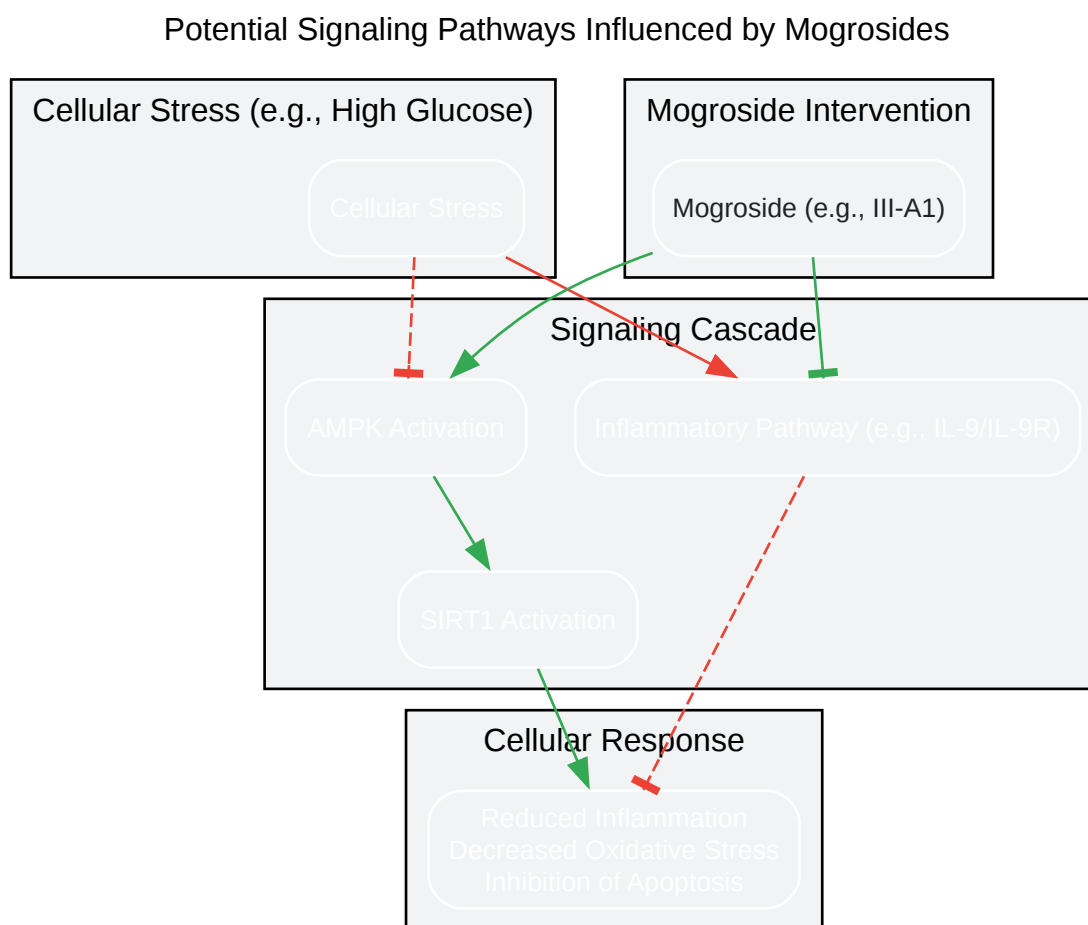 Potential Signaling Pathways Influenced by Mogrosides
Cellular Stress (e.g., High Glucose)
Mogroside Intervention
Cellular Stress
Mogroside (e.g., III-A1)
Signaling Cascade
AMPK Activation
Inflammatory Pathway (e.g., IL-9/IL-9R)
SIRT1 Activation
Cellular Response
Reduced Inflammation
Decreased Oxidative Stress
Inhibition of Apoptosis